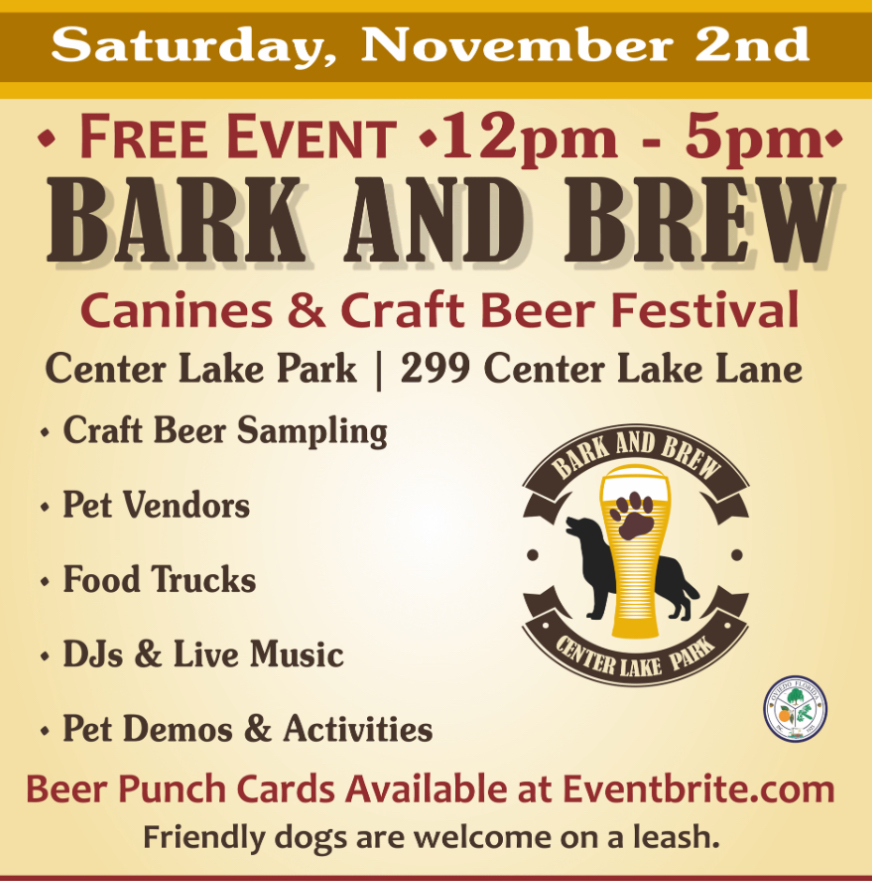 Saturday, November 2nd
• FREE EVENT •12pm - 5pm•
BARK AND BREW
Canines & Craft Beer Festival
Center Lake Park | 299 Center Lake Lane
• Craft Beer Sampling
• Pet Vendors
• Food Trucks
• DJs & Live Music
• Pet Demos & Activities
BARK AND BREW
CENTER LAKE PARK
OVIEDO FLORIDA
Beer Punch Cards Available at Eventbrite.com
Friendly dogs are welcome on a leash.